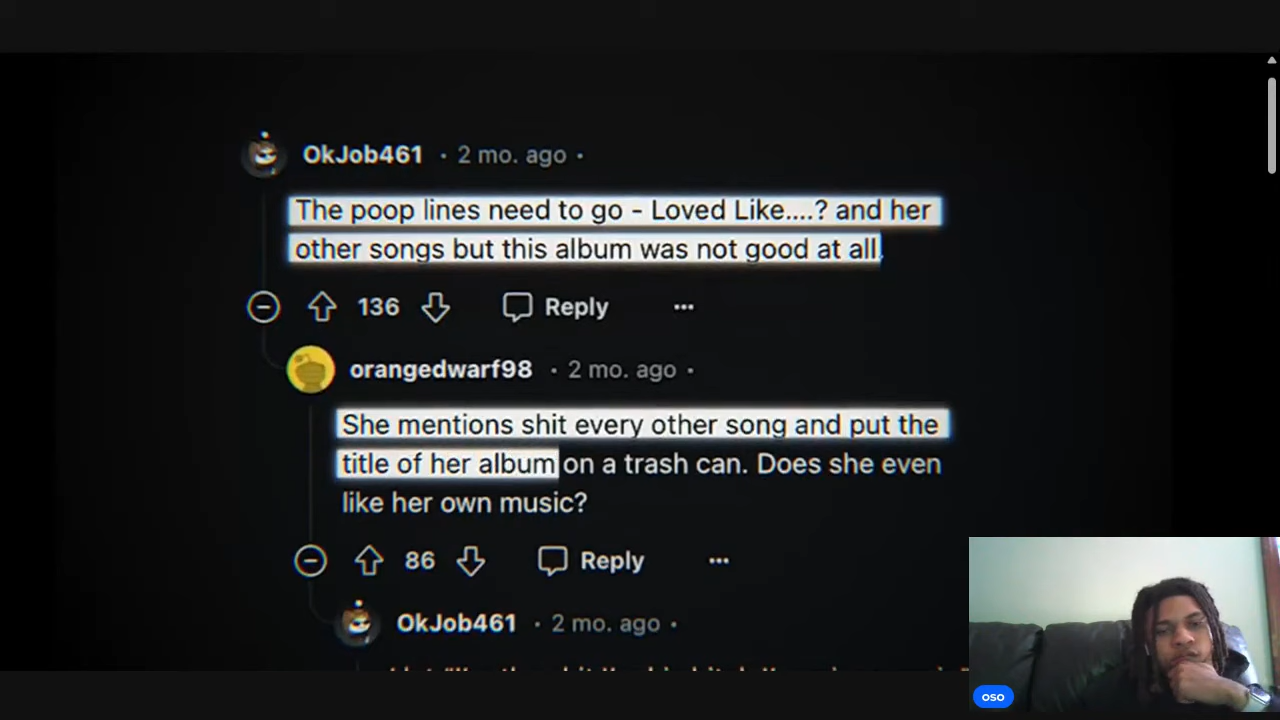 OkJob461 · 2 mo. ago ·
The poop lines need to go - Loved Like....? and her
other songs but this album was not good at all.
136 Reply ...
orangedwarf98 · 2 mo. ago ·
She mentions shit every other song and put the
title of her album on a trash can. Does she even
like her own music?
86 Reply ...
OkJob461 · 2 mo. ago ·
oso